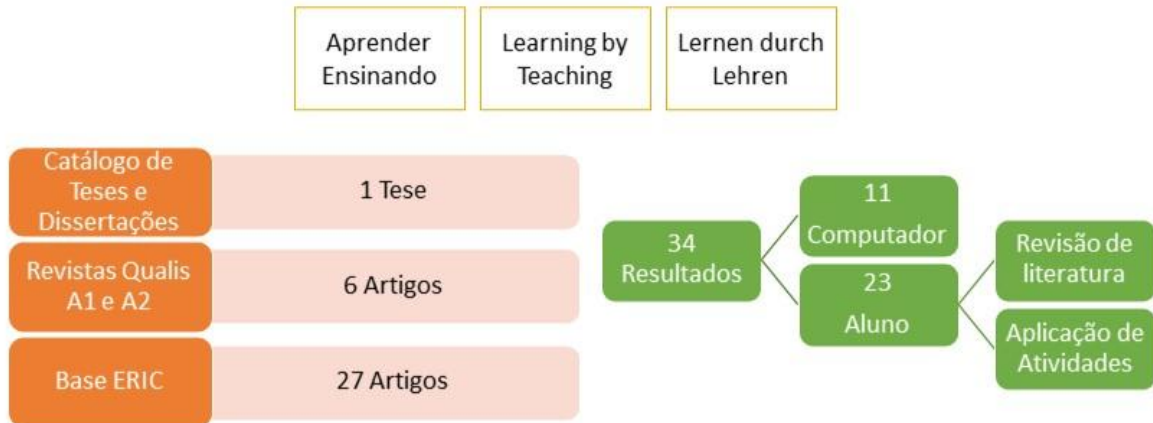 Aprender
Ensinando
Learning by
Teaching
Lernen durch
Lehren
Catálogo de
Teses e
Dissertações
1 Tese
Revistas Qualis
A1 e A2
6 Artigos
Base ERIC
27 Artigos
34
Resultados
11
Computador
23
Aluno
Revisão de
literatura
Aplicação de
Atividades